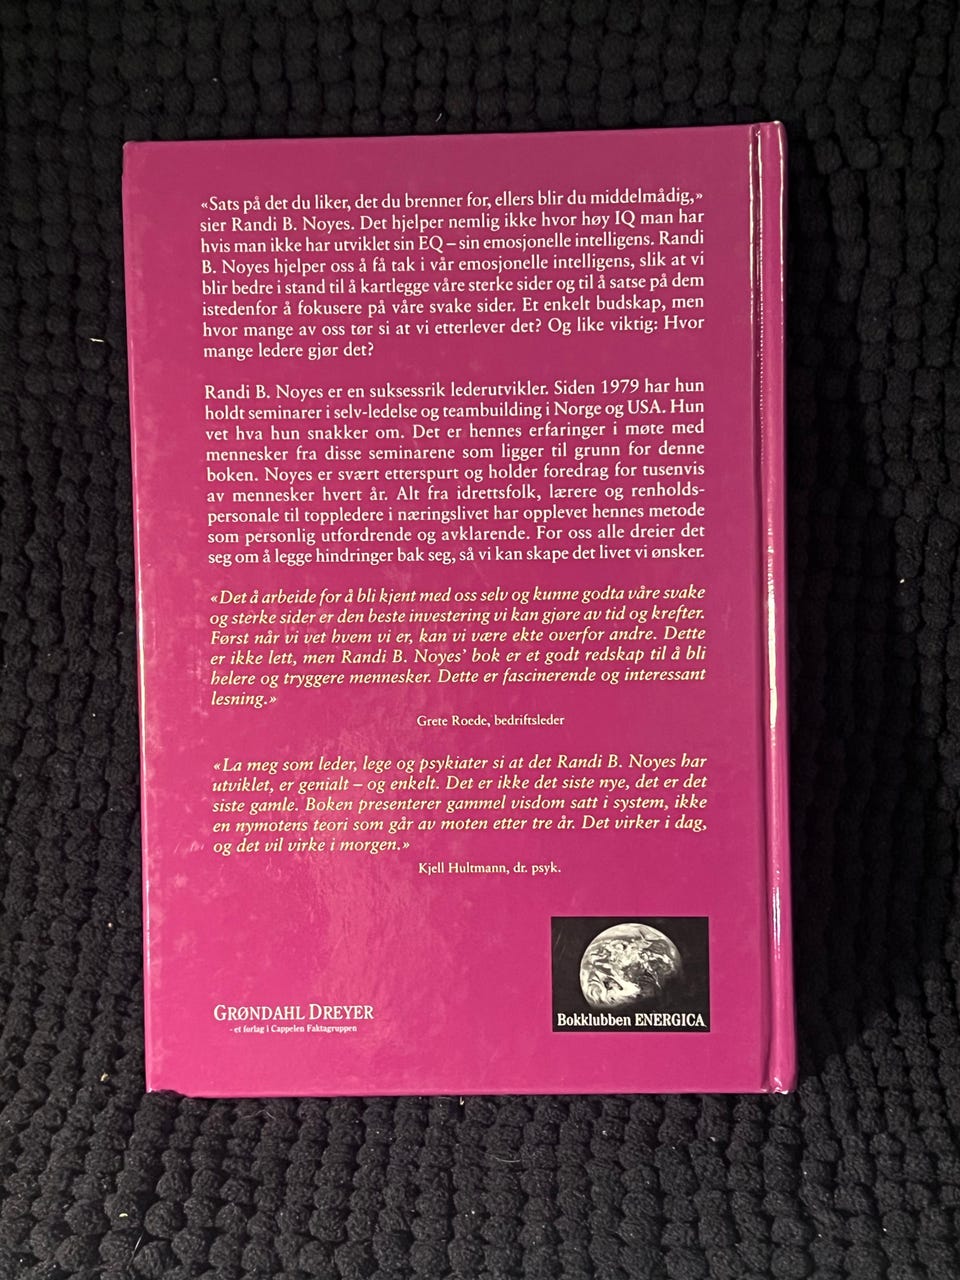 «Sats på det du liker, det du brenner for, ellers blir du middelmådig,»
sier Randi B. Noyes. Det hjelper nemlig ikke hvor høy IQ man har
hvis man ikke har utviklet sin EQ – sin emosjonelle intelligens. Randi
B. Noyes hjelper oss å få tak i vår emosjonelle intelligens, slik at vi
blir bedre i stand til å kartlegge våre sterke sider og til å satse på dem
istedenfor å fokusere på våre svake sider. Et enkelt budskap, men
hvor mange av oss tør si at vi etterlever det? Og like viktig: Hvor
mange ledere gjør det?
Randi B. Noyes er en suksessrik lederutvikler. Siden 1979 har hun
holdt seminarer i selv-ledelse og teambuilding i Norge og USA. Hun
vet hva hun snakker om. Det er hennes erfaringer i møte med
mennesker fra disse seminarene som ligger til grunn for denne
boken. Noyes er svært etterspurt og holder foredrag for tusenvis
av mennesker hvert år. Alt fra idrettsfolk, lærere og renholds-
personale til toppledere i næringslivet har opplevet hennes metode
som personlig utfordrende og avklarende. For oss alle dreier det
seg om å legge hindringer bak seg, så vi kan skape det livet vi ønsker.
«Det å arbeide for å bli kjent med oss selv og kunne godta våre svake
og sterke sider er den beste investering vi kan gjøre av tid og krefter.
Først når vi vet hvem vi er, kan vi være ekte overfor andre. Dette
er ikke lett, men Randi B. Noyes' bok er et godt redskap til å bli
helere og tryggere mennesker. Dette er fascinerende og interessant
lesning.»
Grete Roede, bedriftsleder
«La meg som leder, lege og psykiater si at det Randi B. Noyes har
utviklet, er genialt – og enkelt. Det er ikke det siste nye, det er det
siste gamle. Boken presenterer gammel visdom satt i system, ikke
en nymotens teori som går av moten etter tre år. Det virker i dag,
og det vil virke i morgen.»
Kjell Hultmann, dr. psyk.
GRØNDAHL DREYER
- et forlag i Cappelen Faktagruppen
Bokklubben ENERGICA